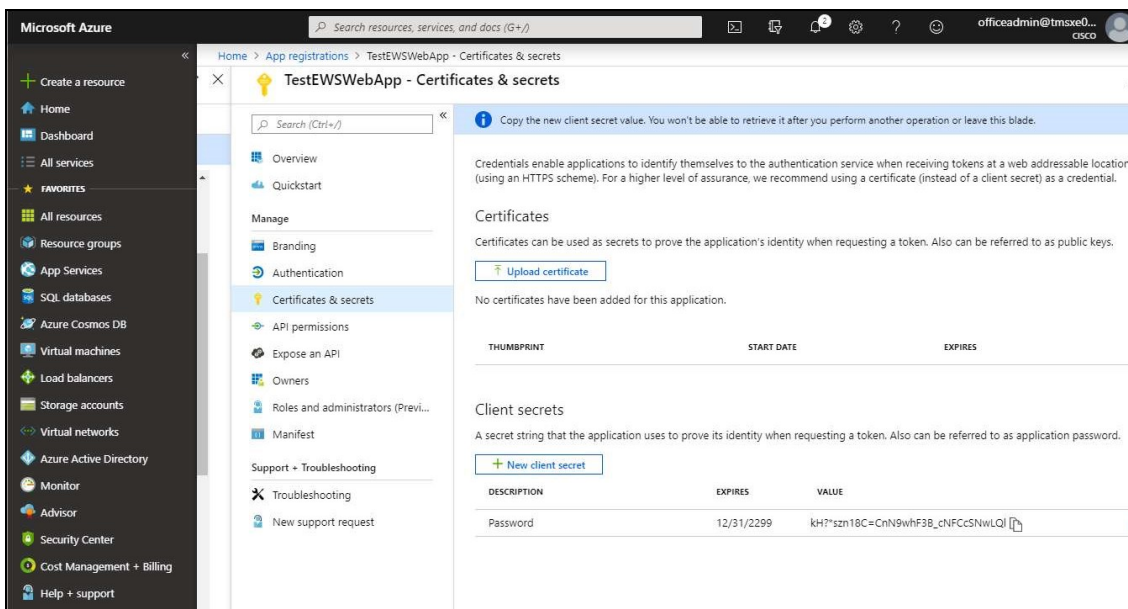 Microsoft Azure
Search resources, services, and docs (G+/)
2
officeadmin@tmsxe0...
CISCO
«
Home > App registrations > TestEWSWebApp - Certificates & secrets
TestEWSWebApp - Certificates & secrets
Create a resource
Home
Dashboard
All services
FAVORITES
All resources
Resource groups
App Services
SQL databases
Azure Cosmos DB
Virtual machines
Load balancers
Storage accounts
Virtual networks
Azure Active Directory
Monitor
Advisor
Security Center
Cost Management + Billing
Help + support
Search (Ctrl+/)
«
Overview
Quickstart
Manage
Branding
Authentication
Certificates & secrets
API permissions
Expose an API
Owners
Roles and administrators (Previ...
Manifest
Support + Troubleshooting
Troubleshooting
New support request
Copy the new client secret value. You won't be able to retrieve it after you perform another operation or leave this blade.
Credentials enable applications to identify themselves to the authentication service when receiving tokens at a web addressable location
(using an HTTPS scheme). For a higher level of assurance, we recommend using a certificate (instead of a client secret) as a credential.
Certificates
Certificates can be used as secrets to prove the application's identity when requesting a token. Also can be referred to as public keys.
Upload certificate
No certificates have been added for this application.
THUMBPRINT START DATE EXPIRES
Client secrets
A secret string that the application uses to prove its identity when requesting a token. Also can be referred to as application password.
New client secret
DESCRIPTION EXPIRES VALUE
Password 12/31/2299 kH?*szn18C=CnN9whF3B_cNFCcSNwLQl